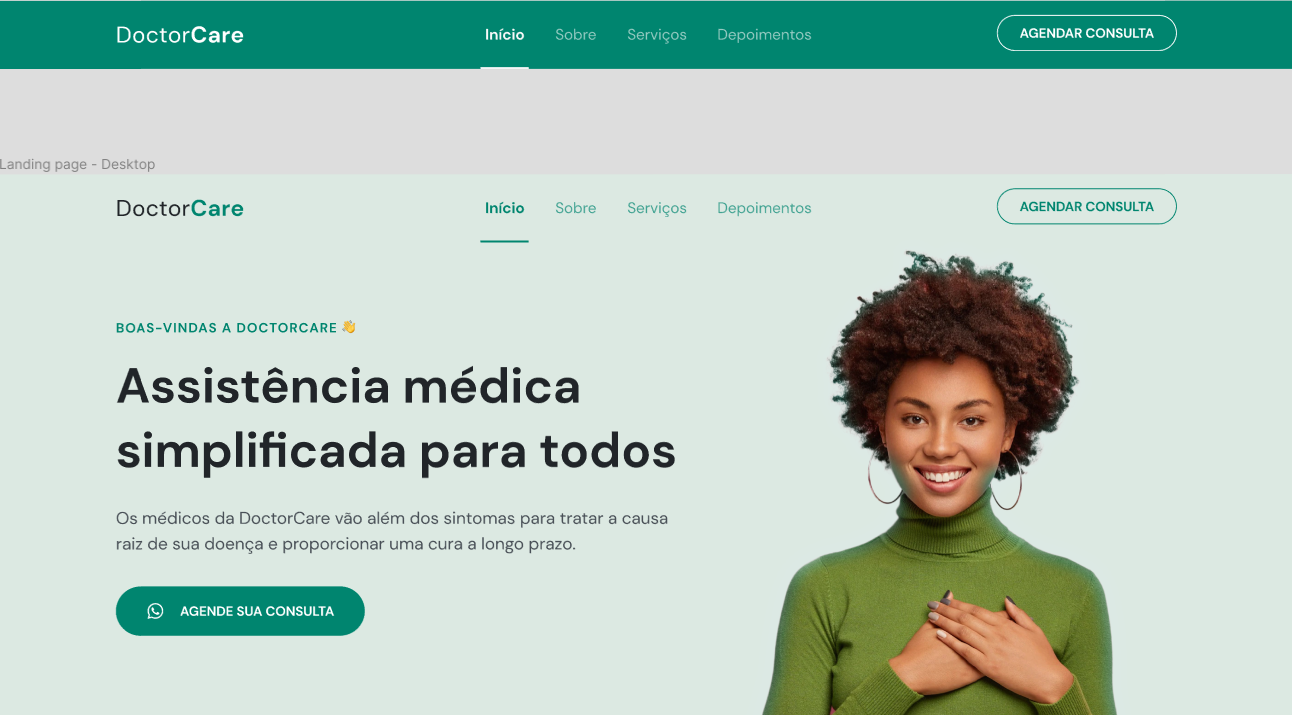 DoctorCare Início Sobre Serviços Depoimentos AGENDAR CONSULTA
Landing page - Desktop
DoctorCare Início Sobre Serviços Depoimentos AGENDAR CONSULTA
BOAS-VINDAS A DOCTORCARE 👋
Assistência médica
simplificada para todos
Os médicos da DoctorCare vão além dos sintomas para tratar a causa
raiz de sua doença e proporcionar uma cura a longo prazo.
AGENDE SUA CONSULTA